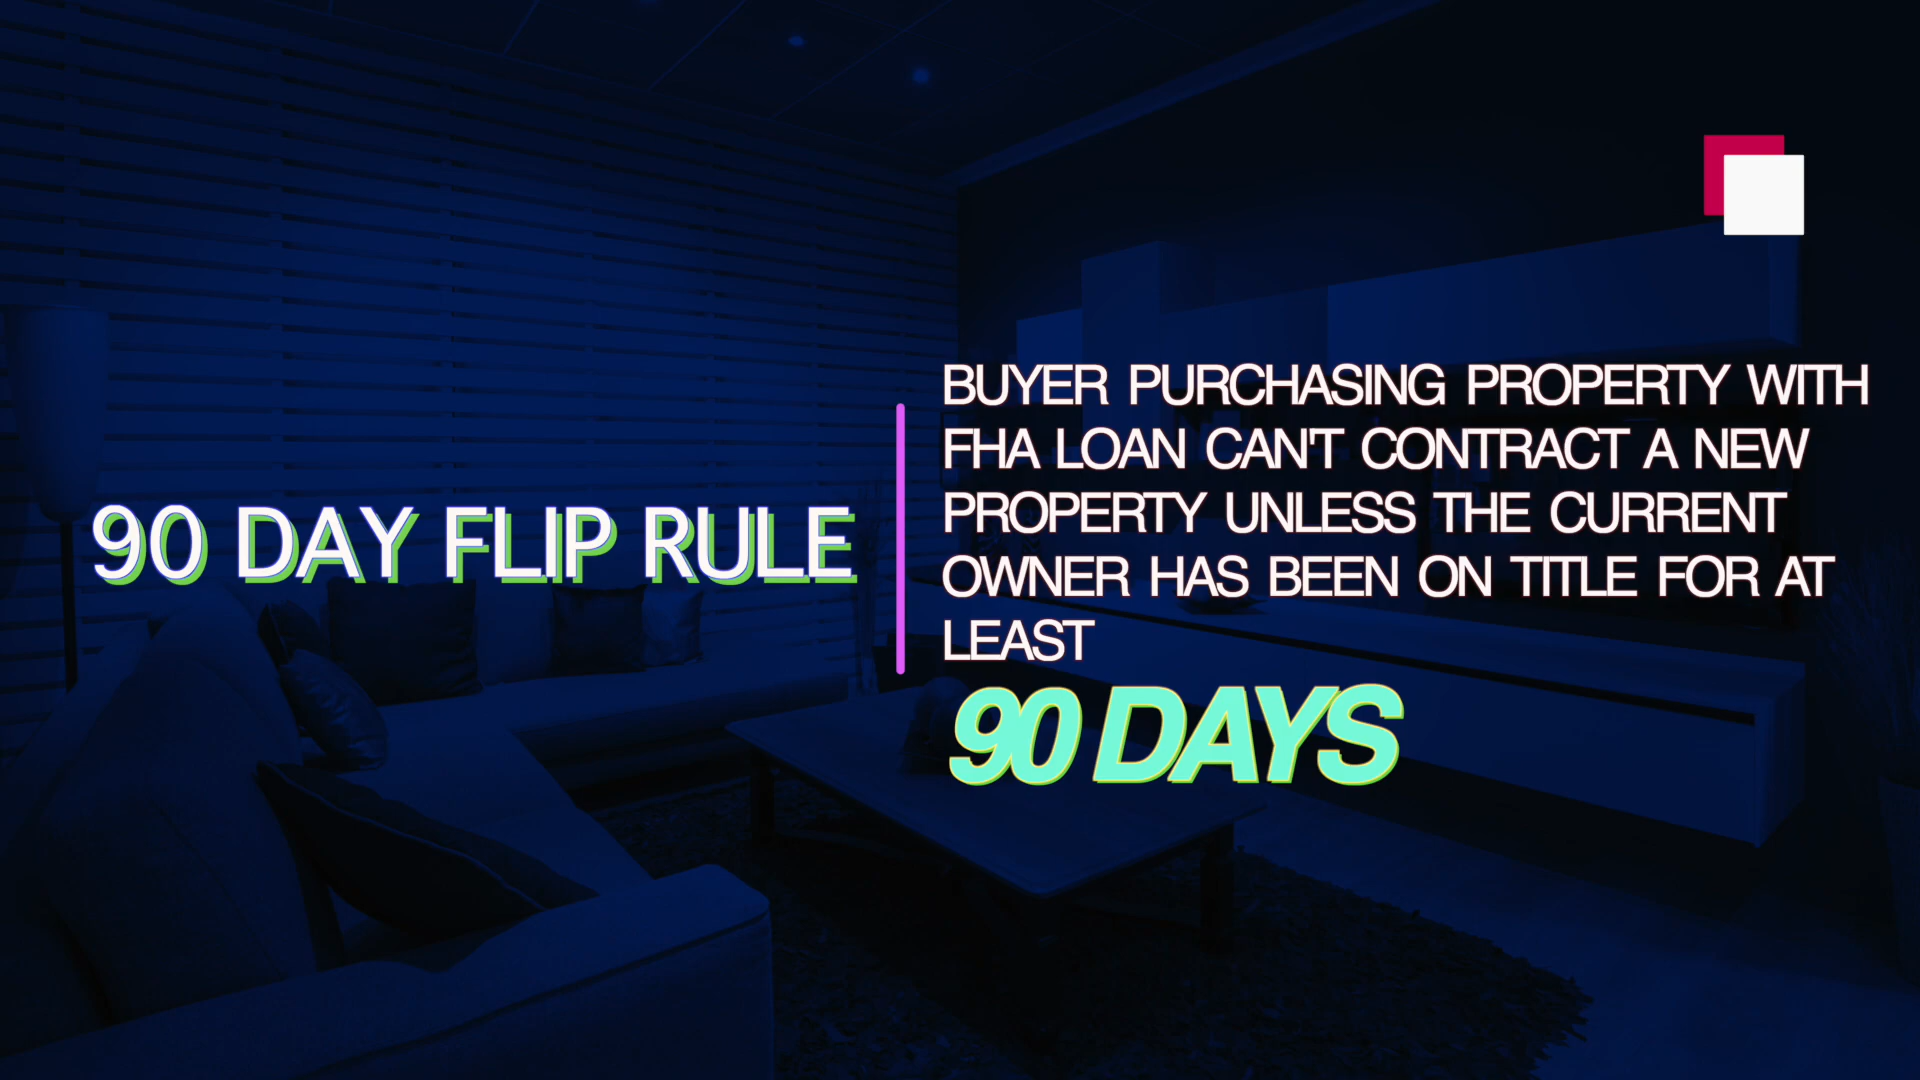 90 DAY FLIP RULE
BUYER PURCHASING PROPERTY WITH
FHA LOAN CAN'T CONTRACT A NEW
PROPERTY UNLESS THE CURRENT
OWNER HAS BEEN ON TITLE FOR AT
LEAST
90 DAYS